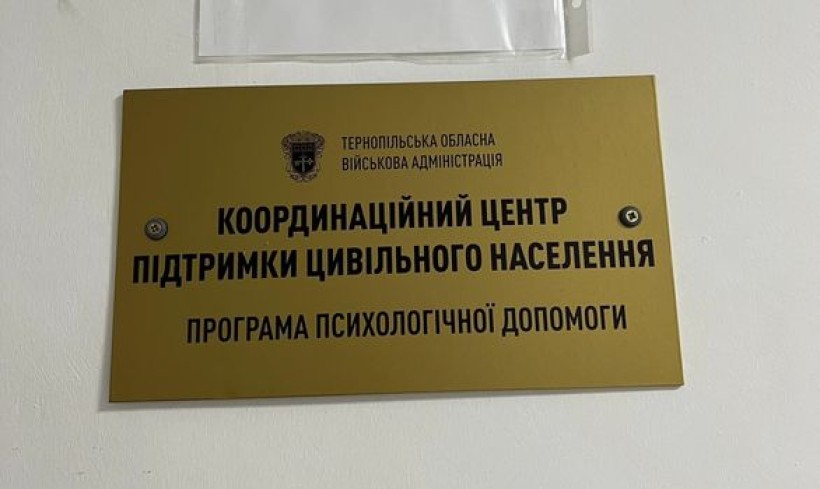 ТЕРНОПІЛЬСЬКА ОБЛАСНА
ВІЙСЬКОВА АДМІНІСТРАЦІЯ
КООРДИНАЦІЙНИЙ ЦЕНТР
ПІДТРИМКИ ЦИВІЛЬНОГО НАСЕЛЕННЯ
ПРОГРАМА ПСИХОЛОГІЧНОЇ ДОПОМОГИ